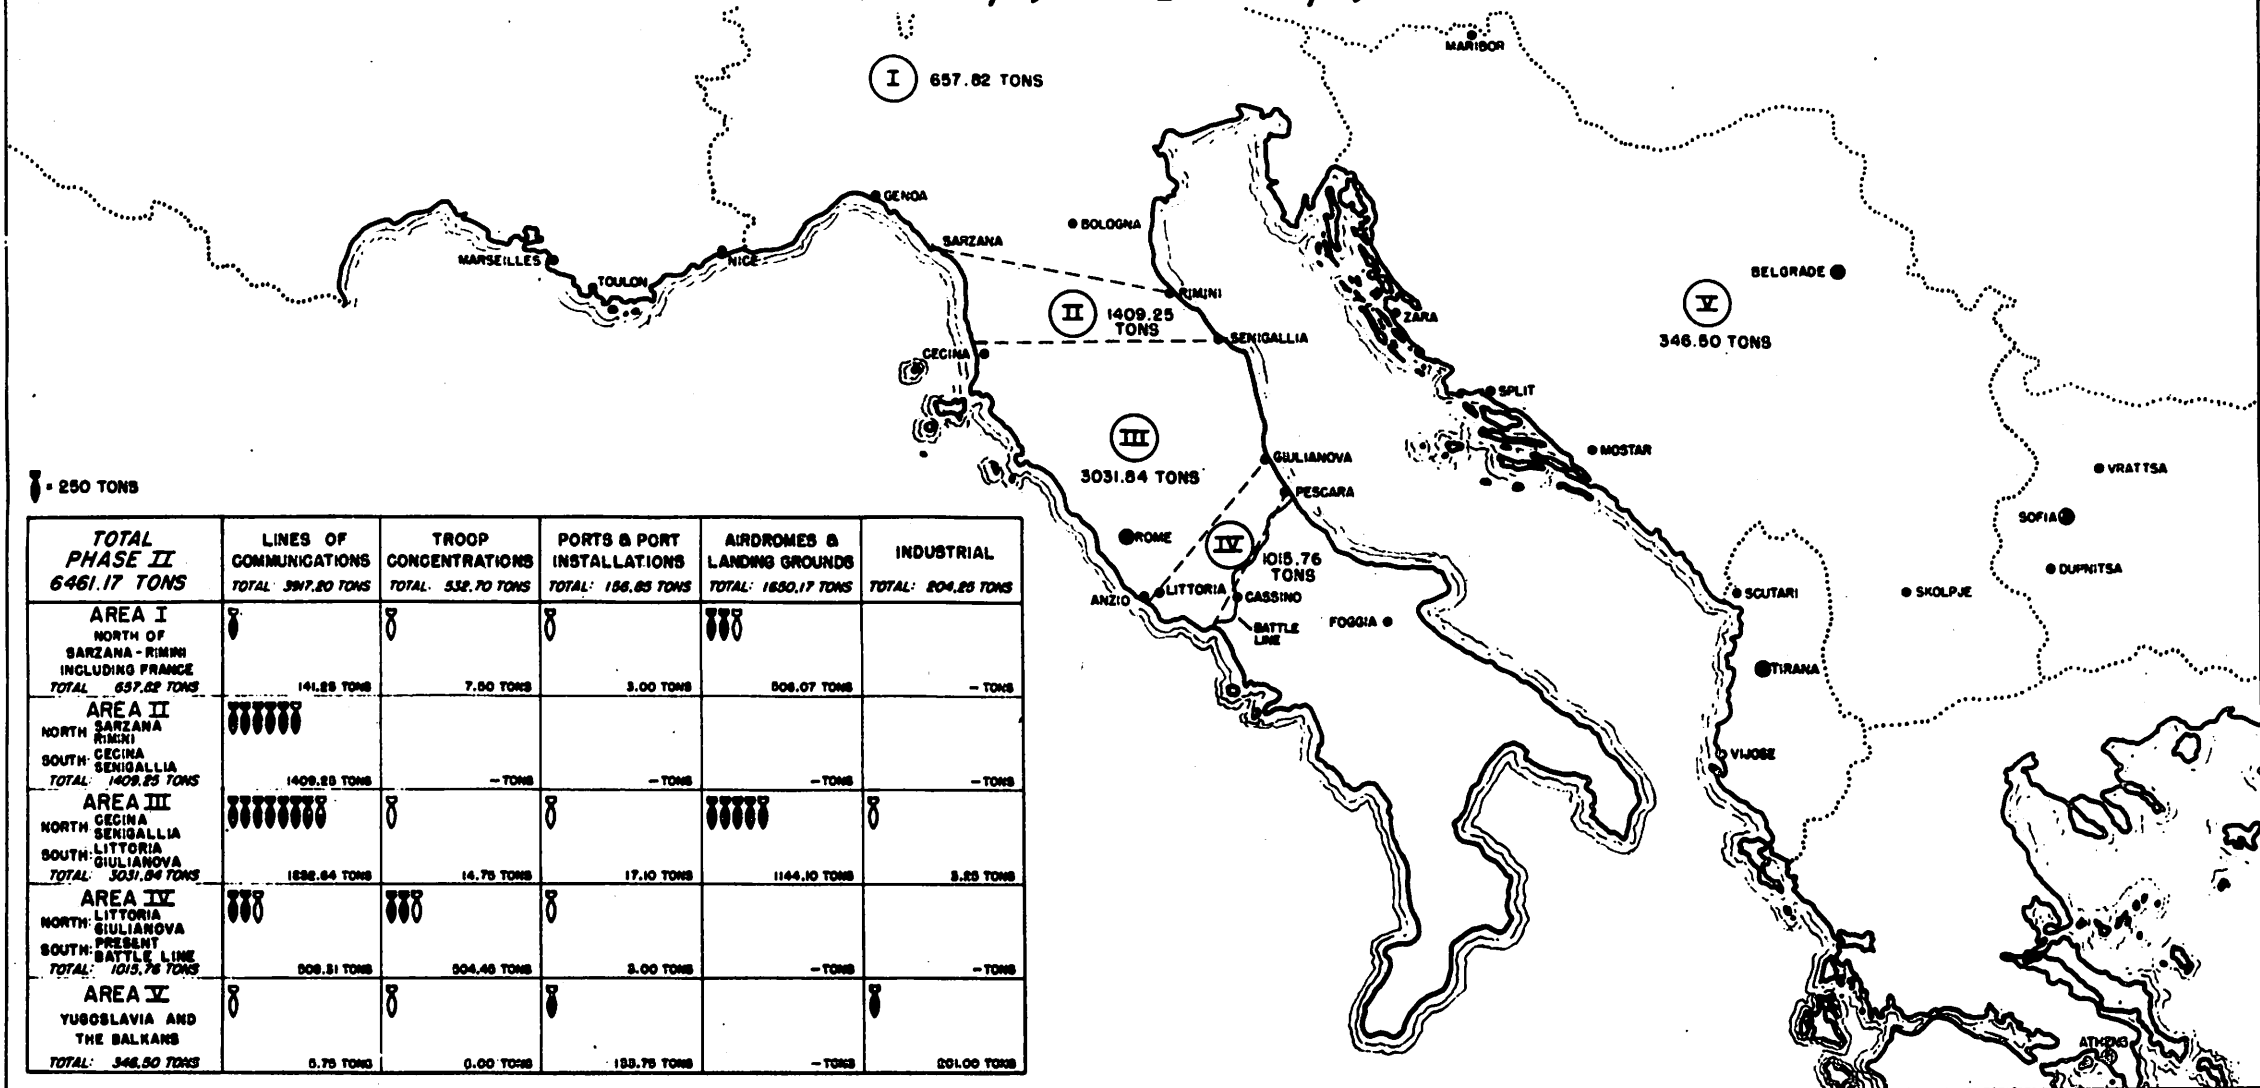 I 657.82 TONS
MARIBOR
GENOA
SARZANA
BOLOGNA
MARSEILLES
TOULON
NICE
RIMINI
II 1409.25
TONS
CECINA
SENIGALLIA
ZARA
BELGRADE
V
346.50 TONS
SPLIT
MOSTAR
III
3031.84 TONS
GIULIANOVA
PESCARA
VRATTSA
SOFIA
ROME
IV
1015.76
TONS
ANZIO
LITTORIA
CASSINO
BATTLE
LINE
FOGGIA
DUPNITSA
SCUTARI
SKOLPJE
TIRANA
VIJOSE
ATHENS
= 250 TONS
TOTAL
PHASE II
6461.17 TONS
LINES OF
COMMUNICATIONS
TOTAL: 3917.20 TONS
TROOP
CONCENTRATIONS
TOTAL: 532.70 TONS
PORTS & PORT
INSTALLATIONS
TOTAL: 156.85 TONS
AIRDROMES &
LANDING GROUNDS
TOTAL: 1650.17 TONS
INDUSTRIAL
TOTAL: 204.25 TONS
AREA I
NORTH OF
SARZANA - RIMINI
INCLUDING FRANCE
TOTAL 657.82 TONS
141.25 TONS
7.50 TONS
3.00 TONS
506.07 TONS
- TONS
AREA II
NORTH SARZANA
RIMINI
SOUTH: CECINA
SENIGALLIA
TOTAL: 1409.25 TONS
1409.25 TONS
- TONS
- TONS
- TONS
- TONS
AREA III
NORTH CECINA
SENIGALLIA
SOUTH: LITTORIA
GIULIANOVA
TOTAL: 3031.84 TONS
1852.64 TONS
14.75 TONS
17.10 TONS
1144.10 TONS
3.25 TONS
AREA IV
NORTH: LITTORIA
GIULIANOVA
SOUTH: PRESENT
BATTLE LINE
TOTAL: 1015.76 TONS
508.31 TONS
504.45 TONS
3.00 TONS
- TONS
- TONS
AREA V
YUGOSLAVIA AND
THE BALKANS
TOTAL: 346.50 TONS
5.75 TONS
6.00 TONS
133.75 TONS
- TONS
201.00 TONS